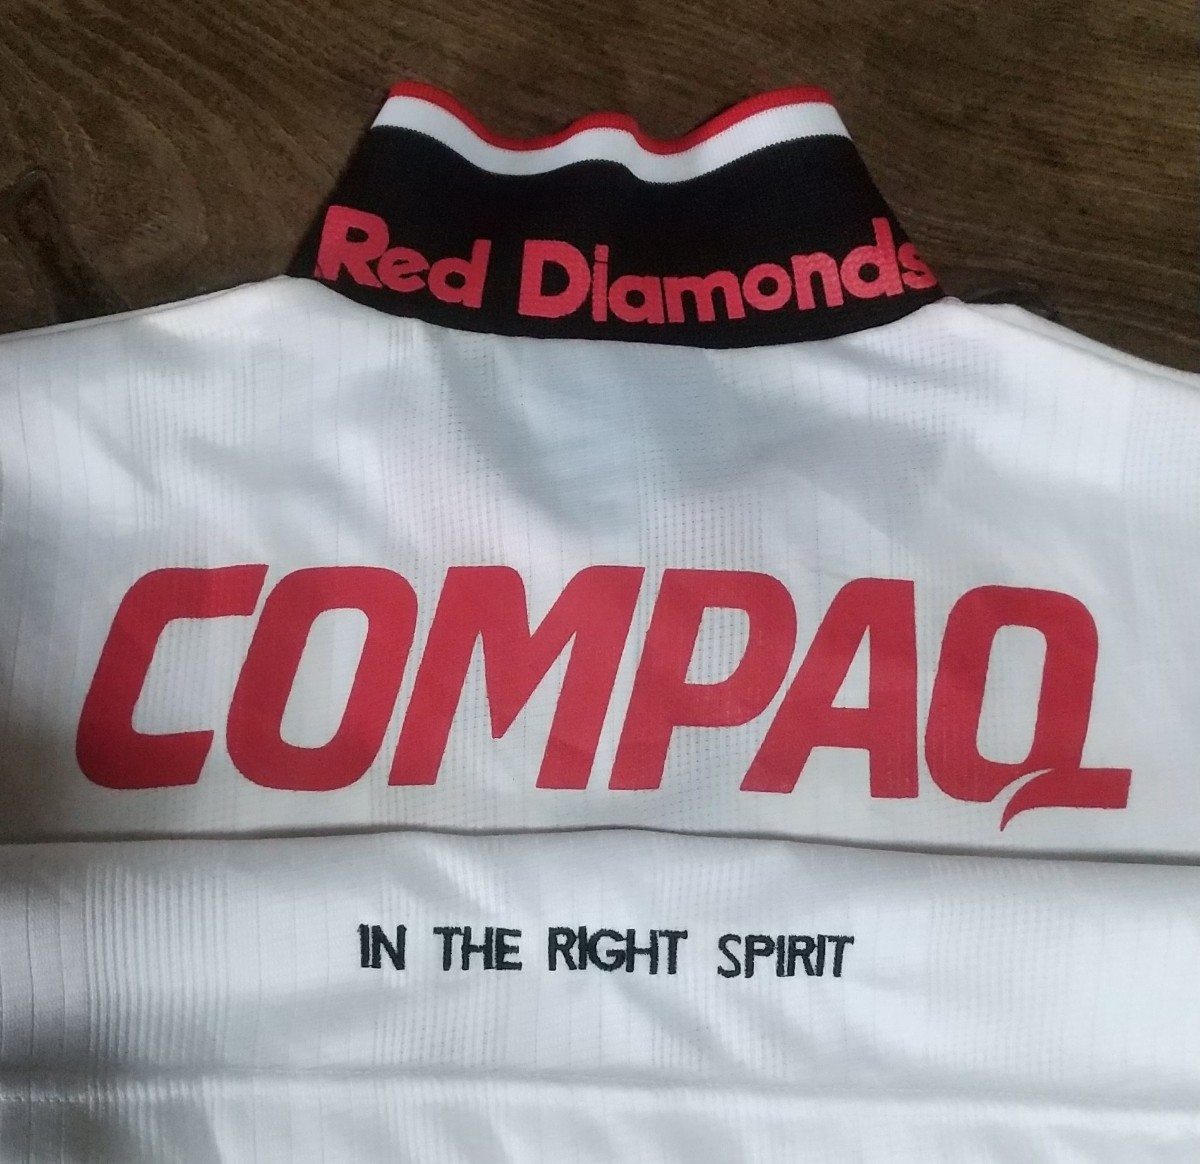 Red Diamonds
COMPAQ
IN THE RIGHT SPIRIT